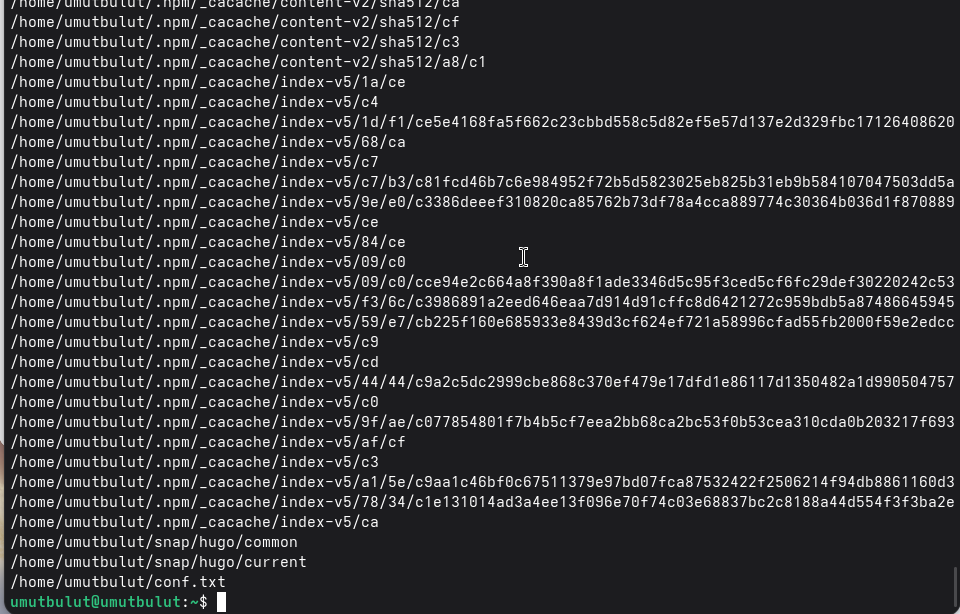 /home/umutbulut/.npm/_cacache/content-v2/sha512/ca
/home/umutbulut/.npm/_cacache/content-v2/sha512/cf
/home/umutbulut/.npm/_cacache/content-v2/sha512/c3
/home/umutbulut/.npm/_cacache/content-v2/sha512/a8/c1
/home/umutbulut/.npm/_cacache/index-v5/1a/ce
/home/umutbulut/.npm/_cacache/index-v5/c4
/home/umutbulut/.npm/_cacache/index-v5/1d/f1/ce5e4168fa5f662c23cbbd558c5d82ef5e57d137e2d329fbc17126408620
/home/umutbulut/.npm/_cacache/index-v5/68/ca
/home/umutbulut/.npm/_cacache/index-v5/c7
/home/umutbulut/.npm/_cacache/index-v5/c7/b3/c81fcd46b7c6e984952f72b5d5823025eb825b31eb9b584107047503dd5a
/home/umutbulut/.npm/_cacache/index-v5/9e/e0/c3386deeef310820ca85762b73df78a4cca889774c30364b036d1f870889
/home/umutbulut/.npm/_cacache/index-v5/ce
/home/umutbulut/.npm/_cacache/index-v5/84/ce
/home/umutbulut/.npm/_cacache/index-v5/09/c0
/home/umutbulut/.npm/_cacache/index-v5/09/c0/cce94e2c664a8f390a8f1ade3346d5c95f3ced5cf6fc29def30220242c53
/home/umutbulut/.npm/_cacache/index-v5/f3/6c/c3986891a2eed646eaa7d914d91cffc8d6421272c959bdb5a87486645945
/home/umutbulut/.npm/_cacache/index-v5/59/e7/cb225f160e685933e8439d3cf624ef721a58996cfad55fb2000f59e2edcc
/home/umutbulut/.npm/_cacache/index-v5/c9
/home/umutbulut/.npm/_cacache/index-v5/cd
/home/umutbulut/.npm/_cacache/index-v5/44/44/c9a2c5dc2999cbe868c370ef479e17dfd1e86117d1350482a1d990504757
/home/umutbulut/.npm/_cacache/index-v5/c0
/home/umutbulut/.npm/_cacache/index-v5/9f/ae/c077854801f7b4b5cf7eea2bb68ca2bc53f0b53cea310cda0b203217f693
/home/umutbulut/.npm/_cacache/index-v5/af/cf
/home/umutbulut/.npm/_cacache/index-v5/c3
/home/umutbulut/.npm/_cacache/index-v5/a1/5e/c9aa1c46bf0c67511379e97bd07fca87532422f2506214f94db8861160d3
/home/umutbulut/.npm/_cacache/index-v5/78/34/c1e131014ad3a4ee13f096e70f74c03e68837bc2c8188a44d554f3f3ba2e
/home/umutbulut/.npm/_cacache/index-v5/ca
/home/umutbulut/snap/hugo/common
/home/umutbulut/snap/hugo/current
/home/umutbulut/conf.txt
umutbulut@umutbulut:~$